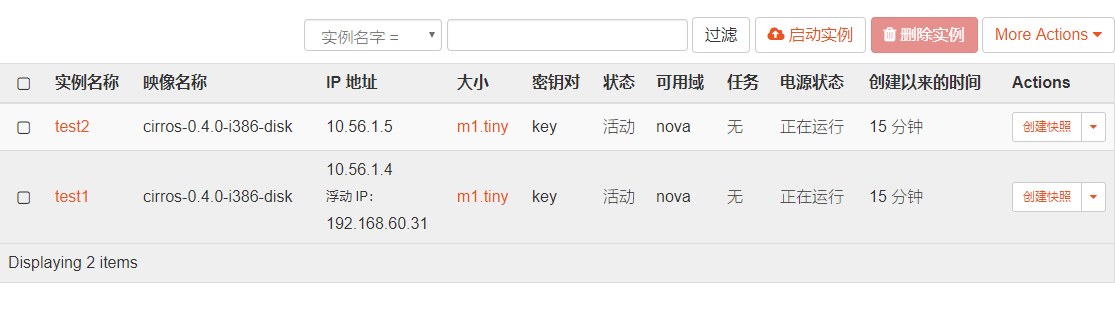 实例名字 = 过滤 启动实例 删除实例 More Actions
实例名称 映像名称 IP 地址 大小 密钥对 状态 可用域 任务 电源状态 创建以来的时间 Actions
test2 cirros-0.4.0-i386-disk 10.56.1.5 m1.tiny key 活动 nova 无 正在运行 15 分钟 创建快照
10.56.1.4
test1 cirros-0.4.0-i386-disk 浮动 IP: m1.tiny key 活动 nova 无 正在运行 15 分钟 创建快照
192.168.60.31
Displaying 2 items